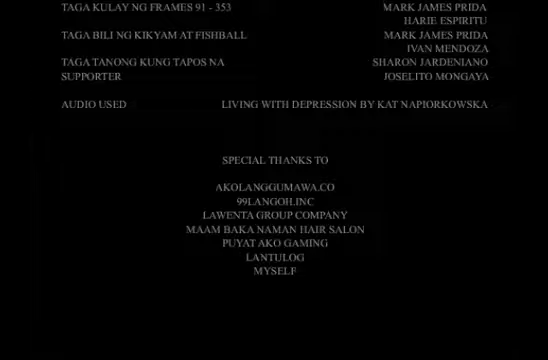 TAGA KULAY NG FRAMES 91 - 353 MARK JAMES PRIDA
HARIE ESPIRITU
TAGA BILI NG KIKYAM AT FISHBALL MARK JAMES PRIDA
IVAN MENDOZA
TAGA TANONG KUNG TAPOS NA SHARON JARDENIANO
SUPPORTER JOSELITO MONGAYA
AUDIO USED LIVING WITH DEPRESSION BY KAT NAPIORKOWSKA
SPECIAL THANKS TO
AKOLANGGUMAWA.CO
99LANGOH.INC
LAWENTA GROUP COMPANY
MAAM BAKA NAMAN HAIR SALON
PUYAT AKO GAMING
LANTULOG
MYSELF